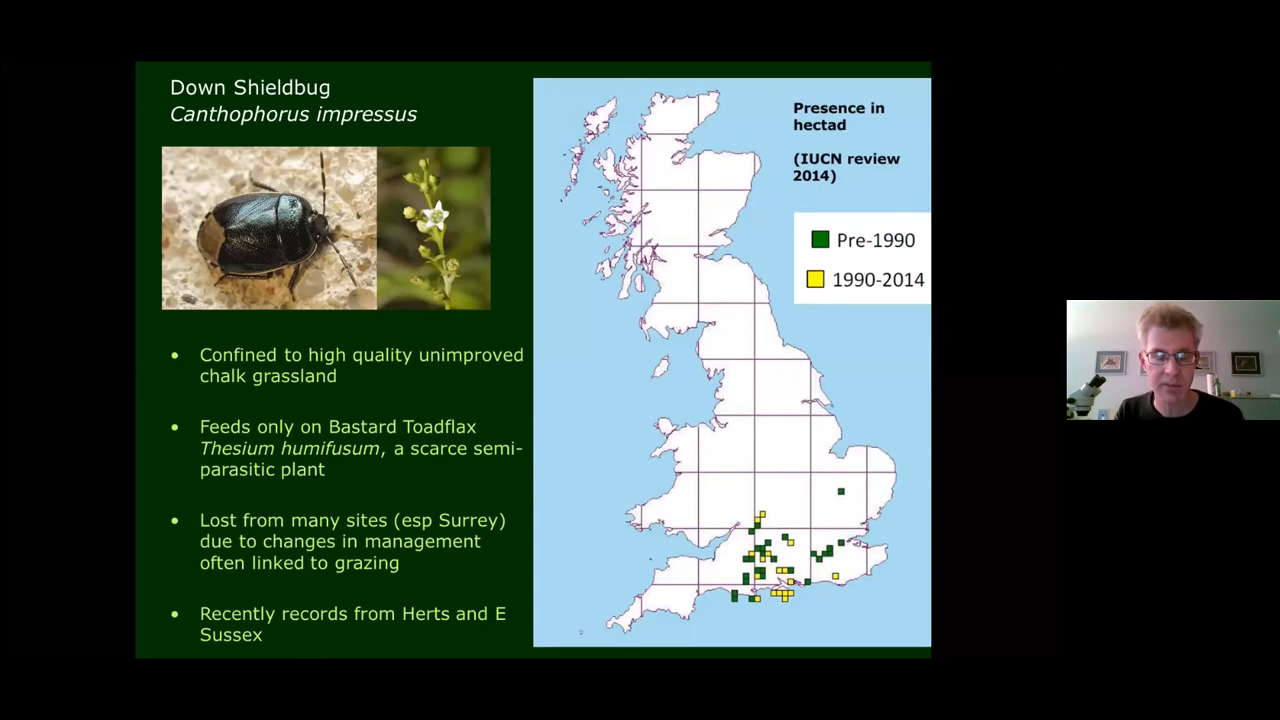 Down Shieldbug
Canthophorus impressus
Confined to high quality unimproved
chalk grassland
Feeds only on Bastard Toadflax
Thesium humifusum, a scarce semi-
parasitic plant
Lost from many sites (esp Surrey)
due to changes in management
often linked to grazing
Recently records from Herts and E
Sussex
Presence in
hectad
(IUCN review
2014)
Pre-1990
1990-2014